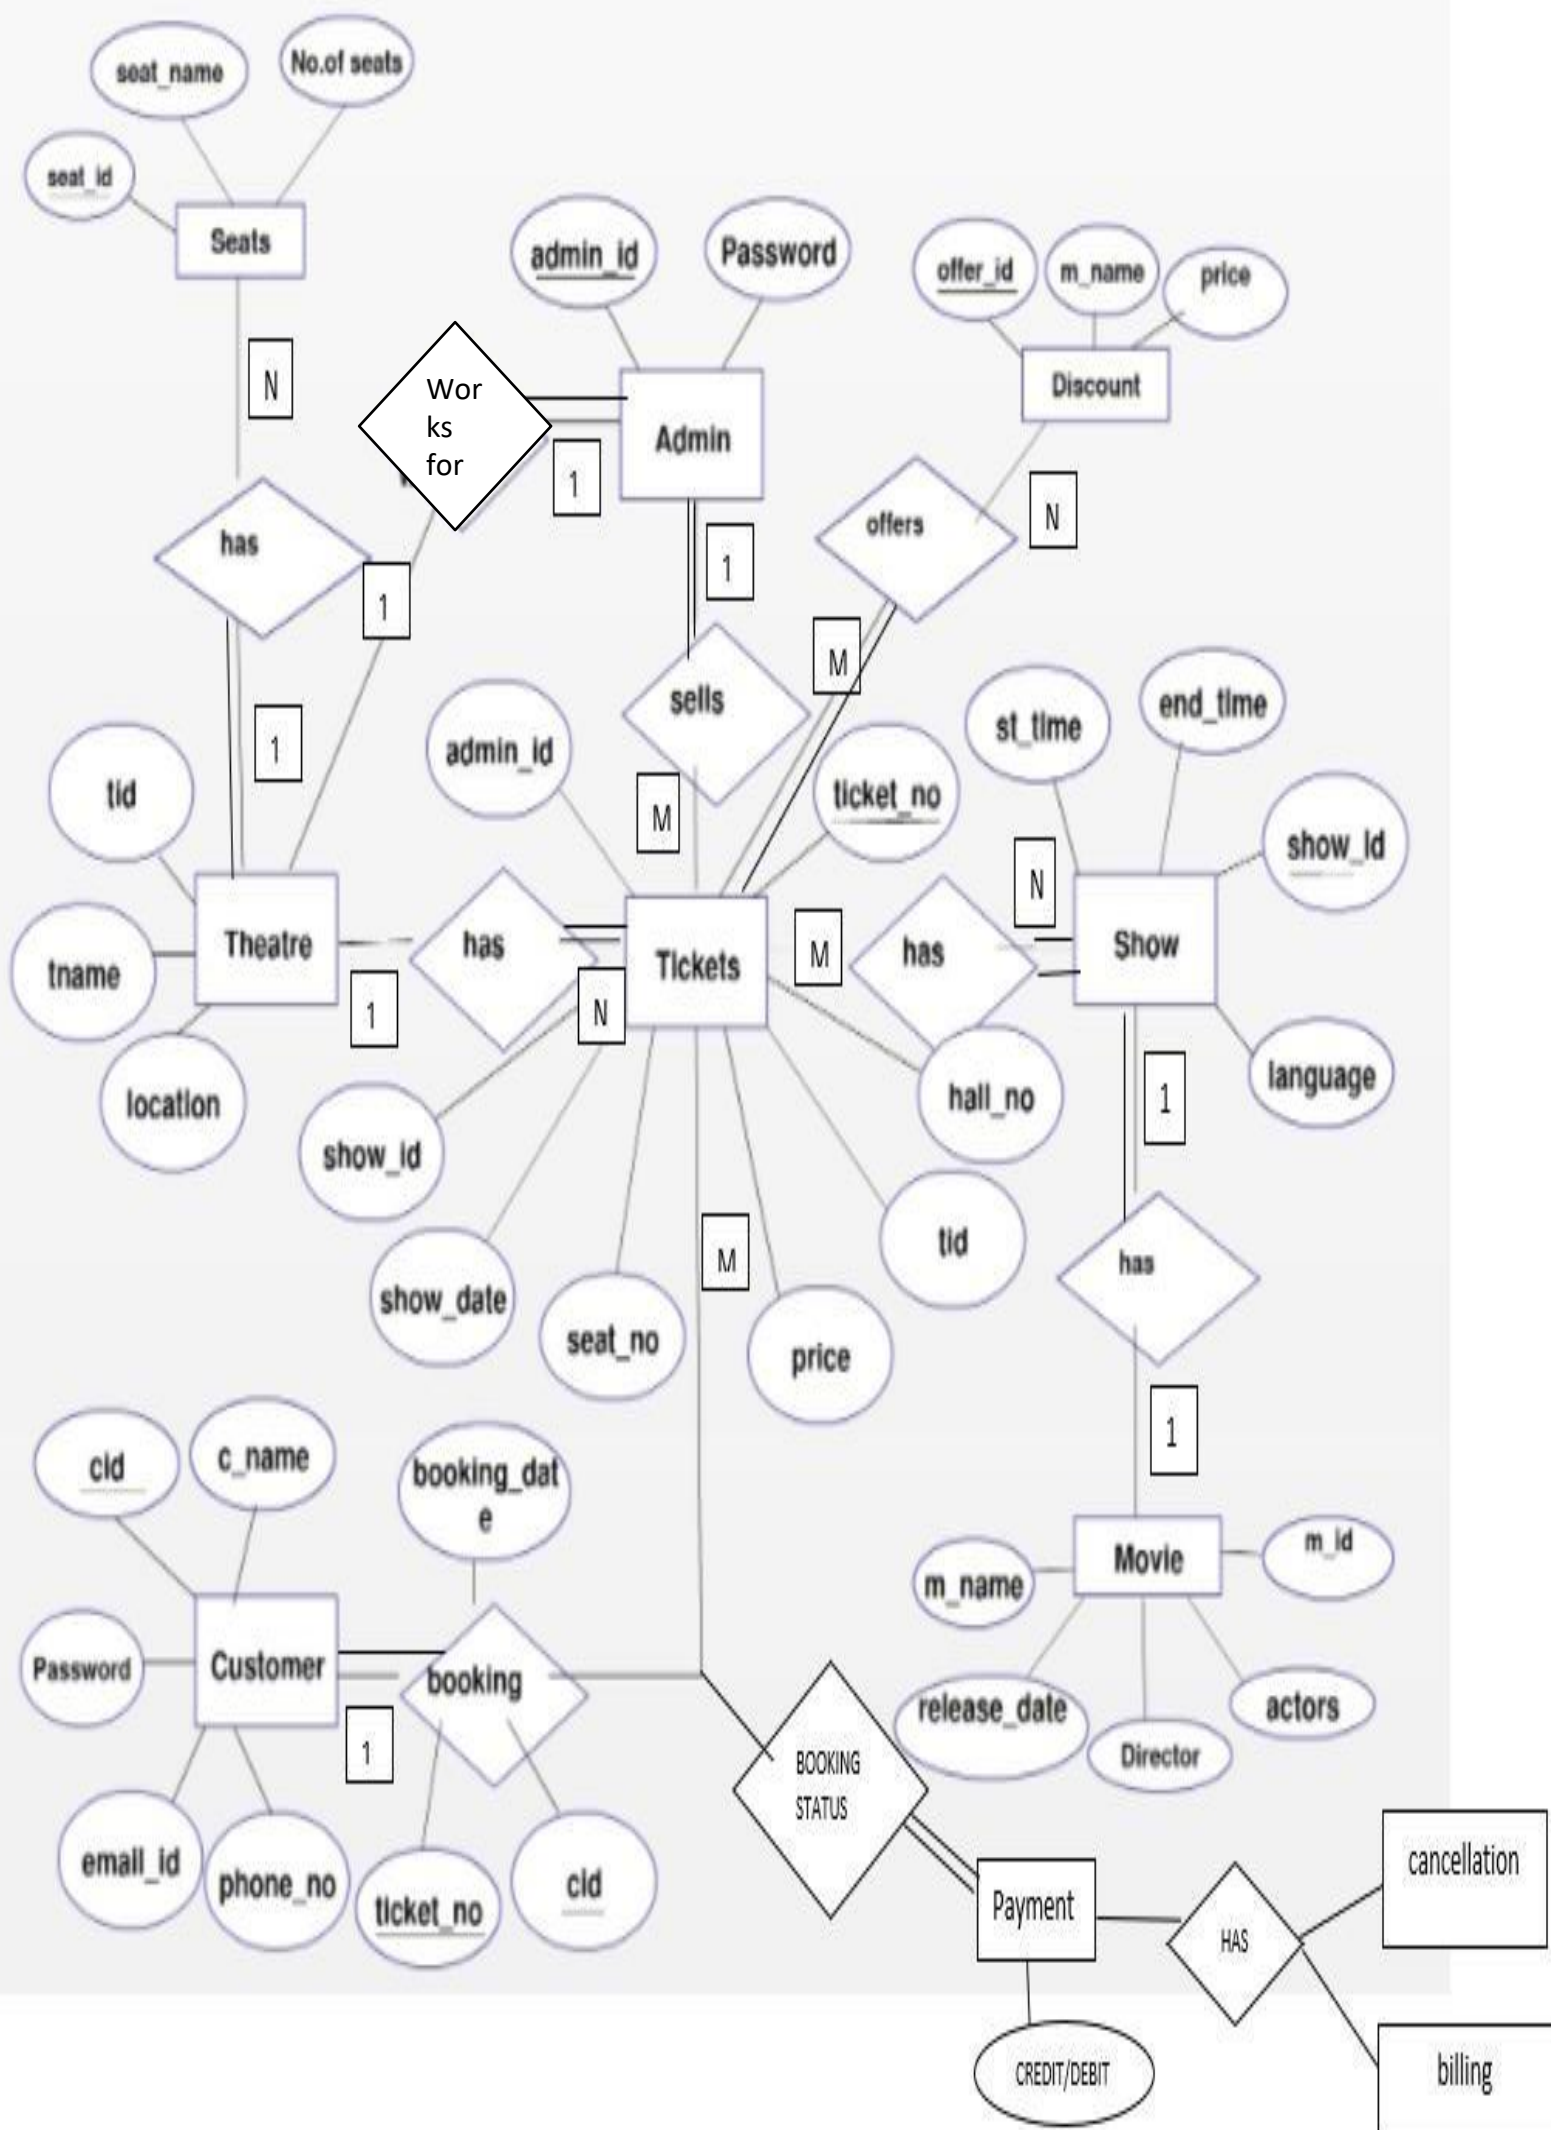 seat_name
No.of seats
seat_id
Seats
admin_id
Password
offer_id
m_name
price
N
Wor
ks
for
Admin
Discount
1
offers
N
has
1
1
M
sells
st_time
end_time
1
admin_id
tid
M
ticket_no
show_id
N
Theatre
has
Tickets
M
has
Show
tname
1
N
location
hall_no
language
1
show_id
tid
M
has
show_date
seat_no
price
1
cid
c_name
booking_dat
e
m_name
Movie
m_id
Password
Customer
booking
release_date
actors
1
BOOKING
STATUS
Director
email_id
phone_no
ticket_no
cid
Payment
HAS
cancellation
CREDIT/DEBIT
billing